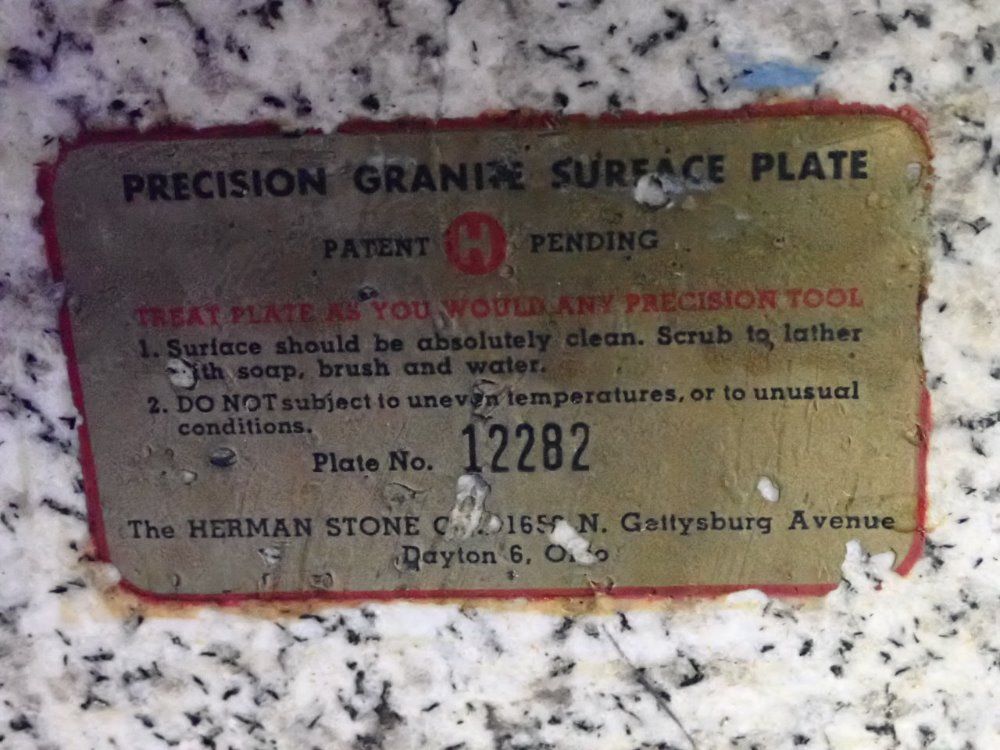 PRECISION GRANITE SURFACE PLATE
PATENT H PENDING
TREAT PLATE AS YOU WOULD ANY PRECISION TOOL
1. Surface should be absolutely clean. Scrub to lather
with soap, brush and water.
2. DO NOT subject to uneven temperatures, or to unusual
conditions.
Plate No. 12282
The HERMAN STONE N. Gettysburg Avenue
Dayton 6, Ohio